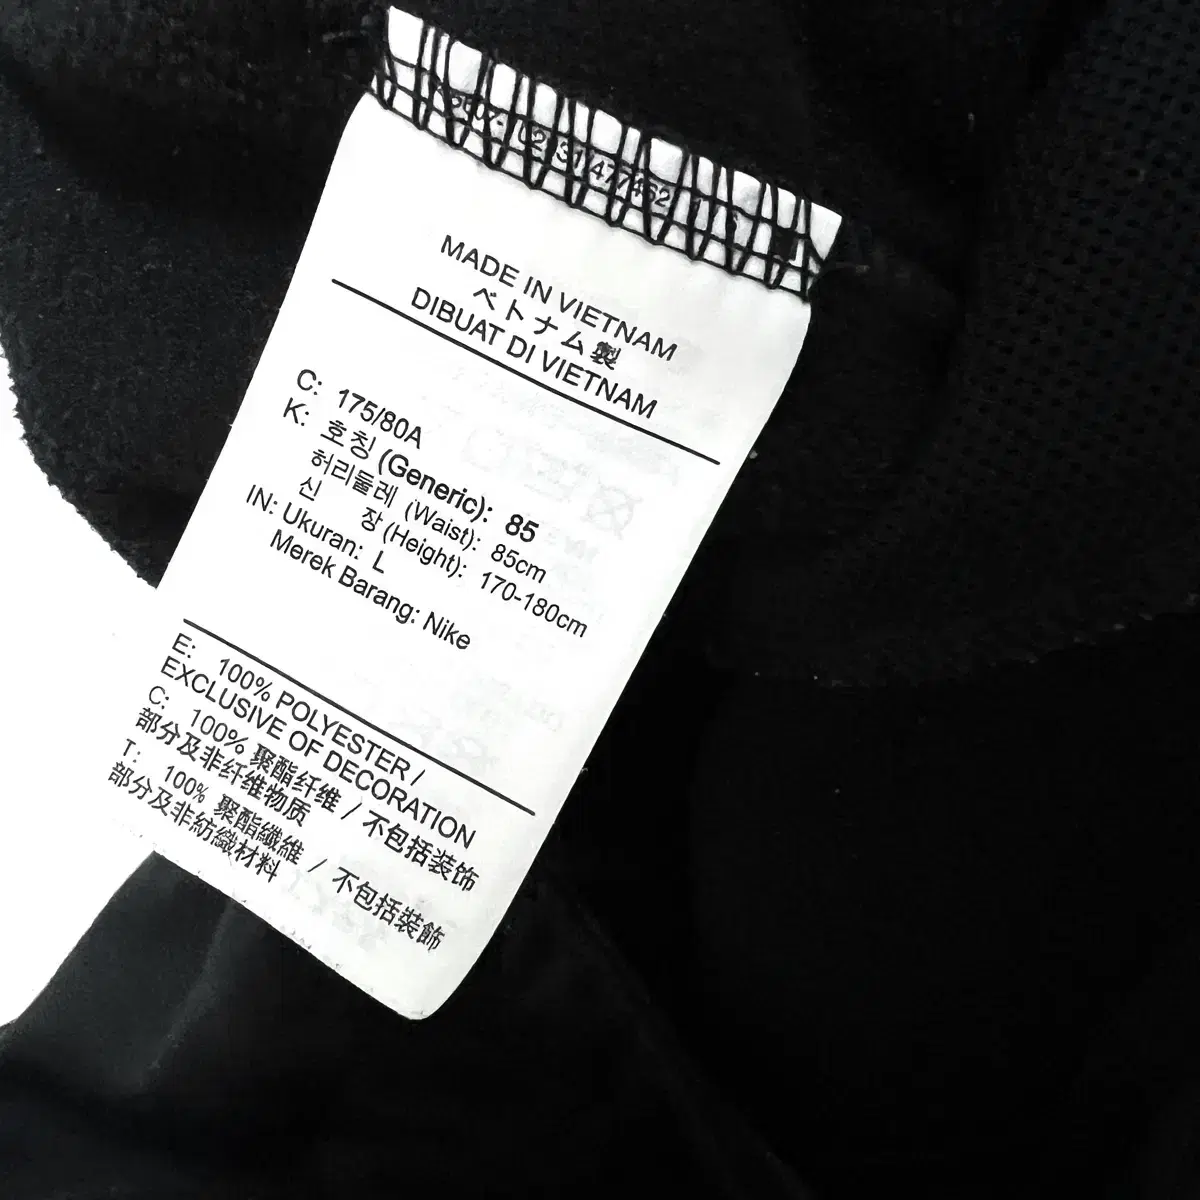 MADE IN VIETNAM
ベトナム製
DIBUAT DI VIETNAM
C: 175/80A
K: 호칭 (Generic): 85
허리둘레 (Waist): 85cm
신 장 (Height): 170-180cm
IN: Ukuran: L
Merek Barang: Nike
E: 100% POLYESTER /
EXCLUSIVE OF DECORATION
C: 100% 聚酯纤维 / 不包括装饰
部分及非纤维物质
T: 100% 聚酯纖維 / 不包括裝飾
部分及非紡織材料